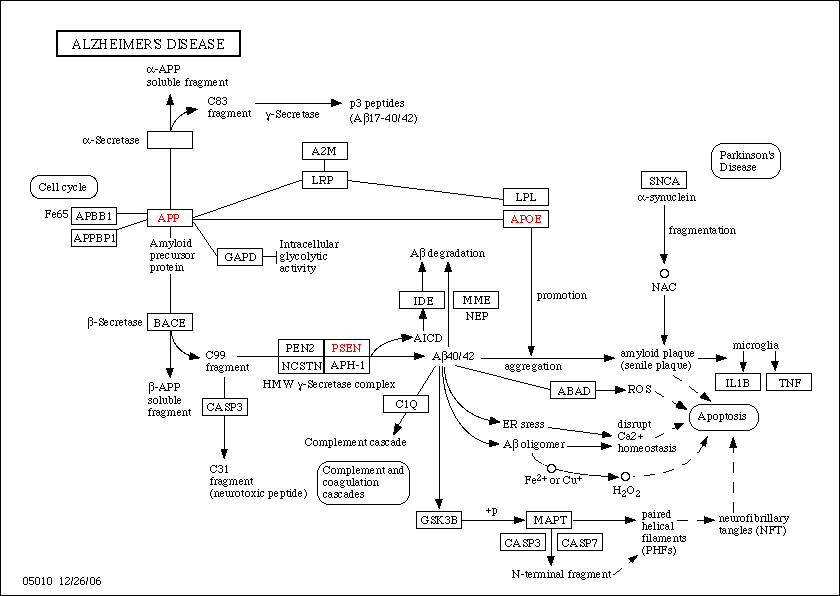 ALZHEIMER'S DISEASE
α-APP
soluble fragment
C83
fragment
γ-Secretase
p3 peptides
(Aβ17-40/42)
α-Secretase
A2M
LRP
Parkinson's
Disease
SNCA
α-synuclein
Cell cycle
LPL
Fe65
APBB1
APP
APOE
APPBP1
fragmentation
Amyloid
precursor
protein
GAPD
Intracellular
glycolytic
activity
Aβ degradation
NAC
IDE
MME
NEP
promotion
β-Secretase
BACE
AICD
PEN2
PSEN
NCSTN
APH-1
HMW γ-Secretase complex
C99
fragment
Aβ40/42
aggregation
amyloid plaque
(senile plaque)
microglia
IL1B
TNF
β-APP
soluble fragment
CASP3
C1Q
ABAD
ROS
Apoptosis
Complement cascade
ER sress
Aβ oligomer
disrupt
Ca2+
homeostasis
C31
fragment
(neurotoxic peptide)
Complement and
coagulation
cascades
Fe2+ or Cu+
H2O2
GSK3B
+p
MAPT
paired
helical
filaments
(PHFs)
neurofibrillary
tangles (NFT)
CASP3
CASP7
N-terminal fragment
05010 12/26/06